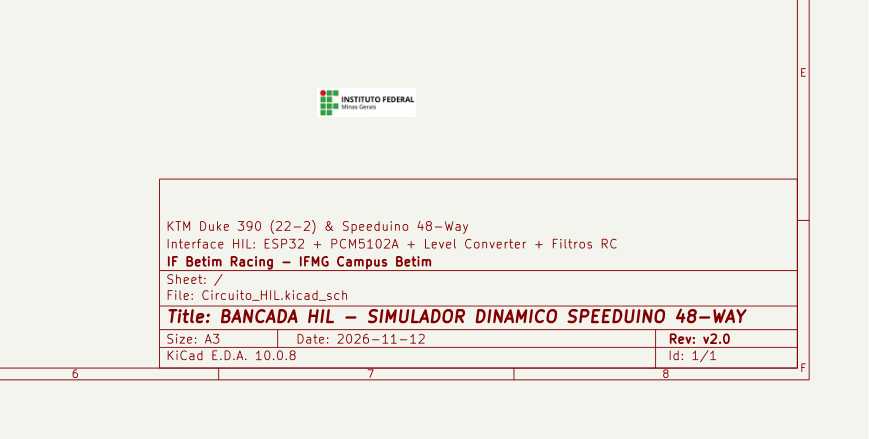 E
INSTITUTO FEDERAL
Minas Gerais
KTM Duke 390 (22-2) & Speeduino 48-Way
Interface HIL: ESP32 + PCM5102A + Level Converter + Filtros RC
IF Betim Racing - IFMG Campus Betim
Sheet: /
File: Circuito_HIL.kicad_sch
Title: BANCADA HIL - SIMULADOR DINAMICO SPEEDUINO 48-WAY
Size: A3 Date: 2026-11-12 Rev: v2.0
KiCad E.D.A. 10.0.8 Id: 1/1
F
6 7 8